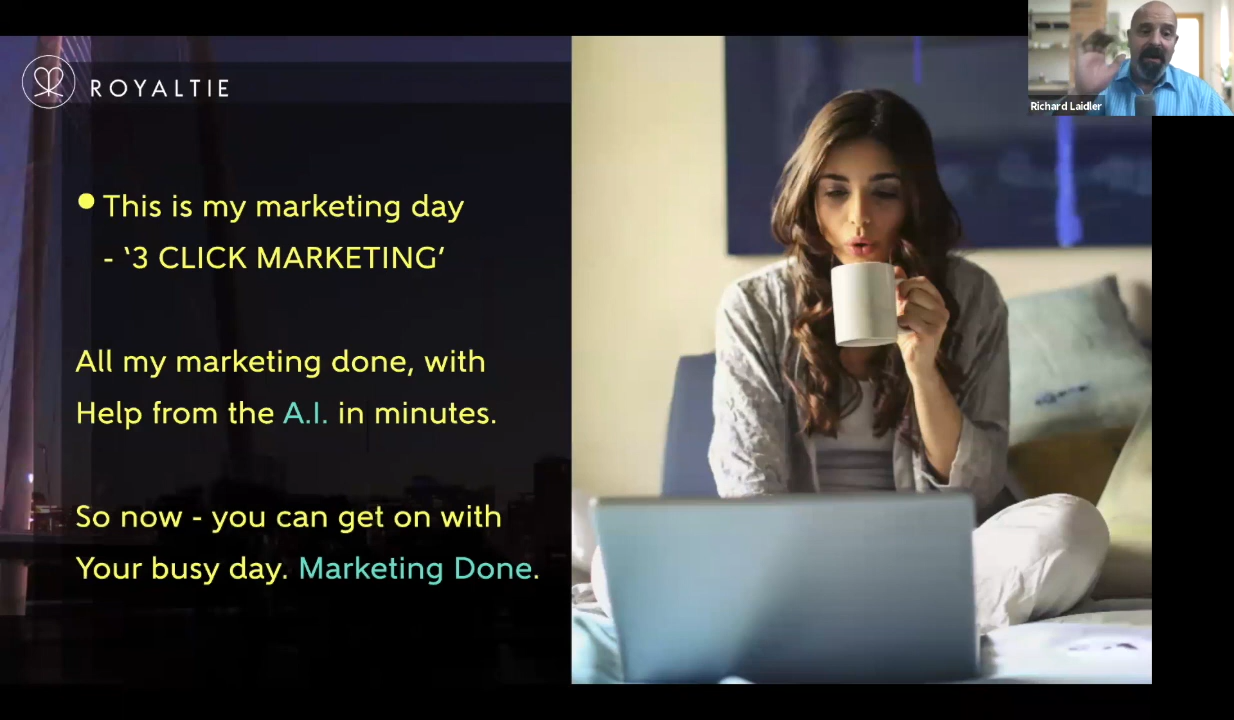 ROYALTIE
Richard Laidler
• This is my marketing day
- ‘3 CLICK MARKETING’
All my marketing done, with
Help from the A.I. in minutes.
So now - you can get on with
Your busy day. Marketing Done.